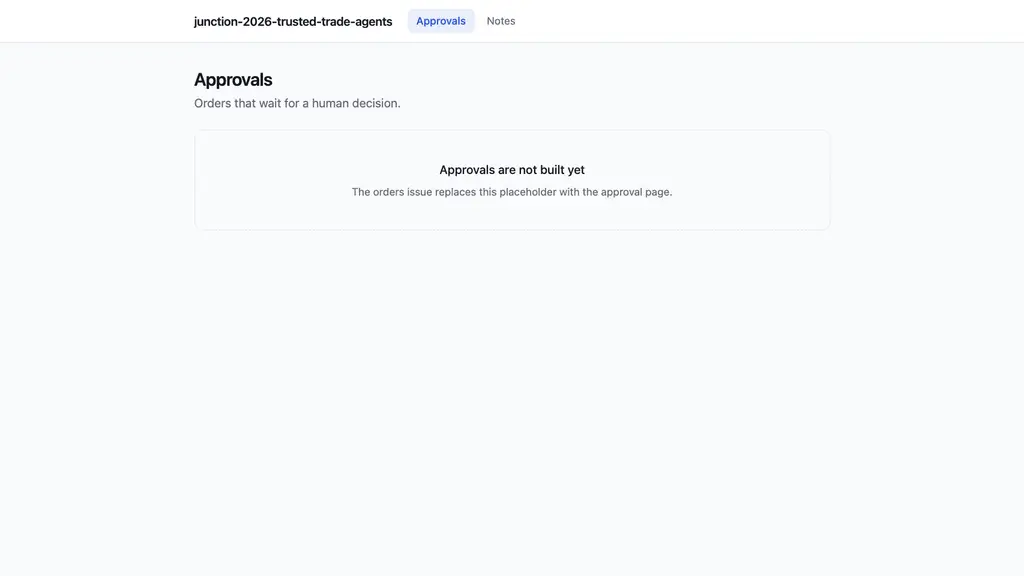 junction-2026-trusted-trade-agents Approvals Notes
Approvals
Orders that wait for a human decision.
Approvals are not built yet
The orders issue replaces this placeholder with the approval page.